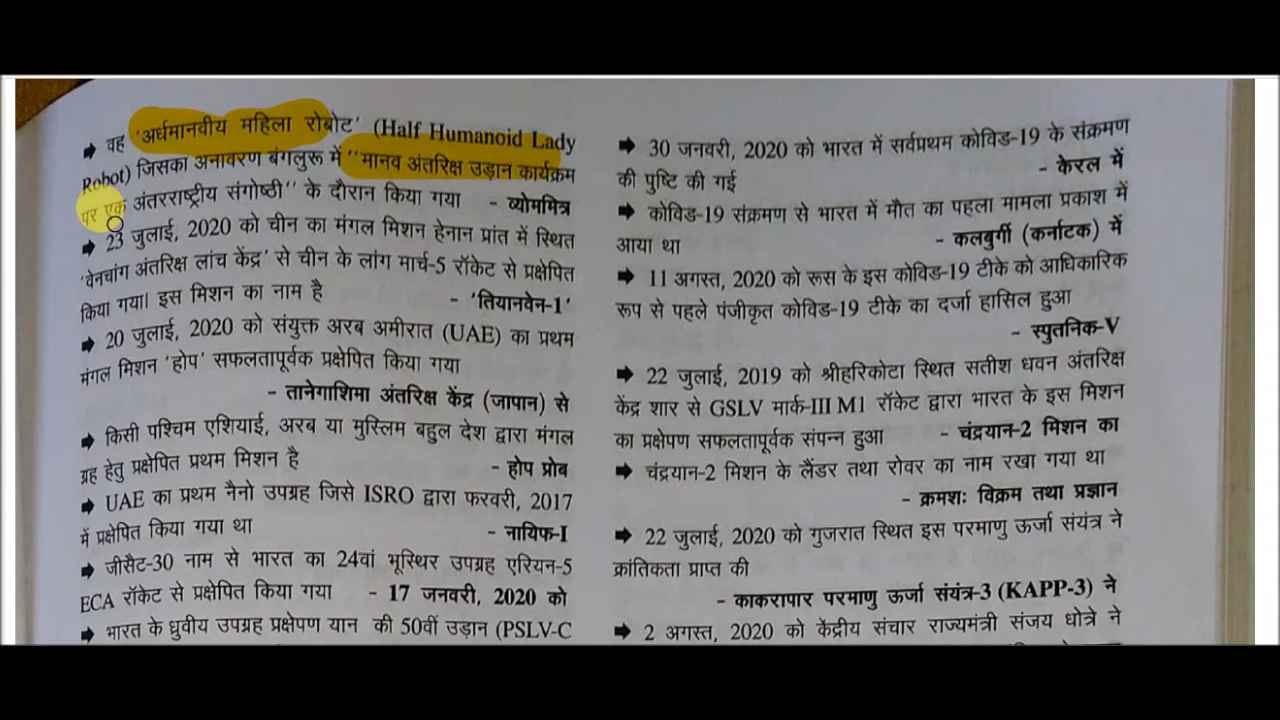 ➡ वह 'अर्धमानवीय महिला रोबोट' (Half Humanoid Lady
Robot) जिसका अनावरण बंगलुरू में ''मानव अंतरिक्ष उड़ान कार्यक्रम
पर एक अंतरराष्ट्रीय संगोष्ठी'' के दौरान किया गया - व्योममित्र
➡ 23 जुलाई, 2020 को चीन का मंगल मिशन हेनान प्रांत में स्थित
'वेनचांग अंतरिक्ष लांच केंद्र' से चीन के लांग मार्च-5 रॉकेट से प्रक्षेपित
किया गया। इस मिशन का नाम है - 'तियानवेन-1'
➡ 20 जुलाई, 2020 को संयुक्त अरब अमीरात (UAE) का प्रथम
मंगल मिशन 'होप' सफलतापूर्वक प्रक्षेपित किया गया
- तानेगाशिमा अंतरिक्ष केंद्र (जापान) से
➡ किसी पश्चिम एशियाई, अरब या मुस्लिम बहुल देश द्वारा मंगल
ग्रह हेतु प्रक्षेपित प्रथम मिशन है - होप प्रोब
➡ UAE का प्रथम नैनो उपग्रह जिसे ISRO द्वारा फरवरी, 2017
में प्रक्षेपित किया गया था - नायिफ-I
➡ जीसैट-30 नाम से भारत का 24वां भूस्थिर उपग्रह एरियन-5
ECA रॉकेट से प्रक्षेपित किया गया - 17 जनवरी, 2020 को
➡ भारत के ध्रुवीय उपग्रह प्रक्षेपण यान की 50वीं उड़ान (PSLV-C
➡ 30 जनवरी, 2020 को भारत में सर्वप्रथम कोविड-19 के संक्रमण
की पुष्टि की गई - केरल में
➡ कोविड-19 संक्रमण से भारत में मौत का पहला मामला प्रकाश में
आया था - कलबुर्गी (कर्नाटक) में
➡ 11 अगस्त, 2020 को रूस के इस कोविड-19 टीके को आधिकारिक
रूप से पहले पंजीकृत कोविड-19 टीके का दर्जा हासिल हुआ
- स्पुतनिक-V
➡ 22 जुलाई, 2019 को श्रीहरिकोटा स्थित सतीश धवन अंतरिक्ष
केंद्र शार से GSLV मार्क-III M1 रॉकेट द्वारा भारत के इस मिशन
का प्रक्षेपण सफलतापूर्वक संपन्न हुआ - चंद्रयान-2 मिशन का
➡ चंद्रयान-2 मिशन के लैंडर तथा रोवर का नाम रखा गया था
- क्रमशः विक्रम तथा प्रज्ञान
➡ 22 जुलाई, 2020 को गुजरात स्थित इस परमाणु ऊर्जा संयंत्र ने
क्रांतिकता प्राप्त की
- काकरापार परमाणु ऊर्जा संयंत्र-3 (KAPP-3) ने
➡ 2 अगस्त, 2020 को केंद्रीय संचार राज्यमंत्री संजय धोत्रे ने